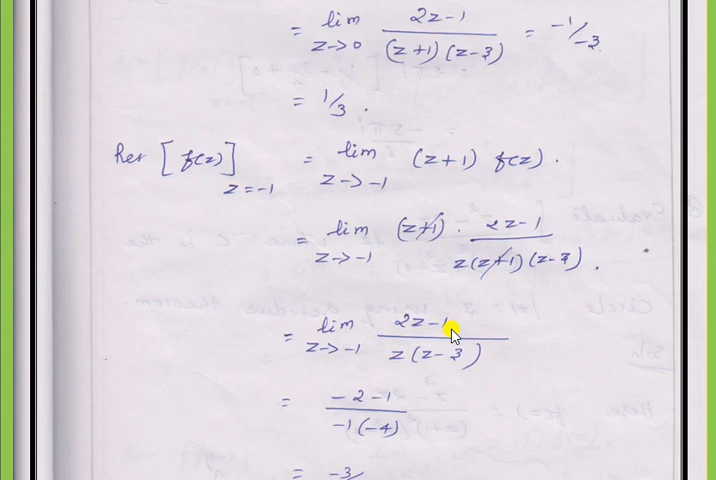 = lim z→0 2z-1 / (z+1)(z-3) = -1/-3
= 1/3.
Res [f(z)] z=-1 = lim z→-1 (z+1) f(z).
= lim z→-1 (z+1) · 2z-1 / z(z+1)(z-3).
= lim z→-1 2z-1 / z(z-3)
= -2-1 / -1(-4)
= -3/